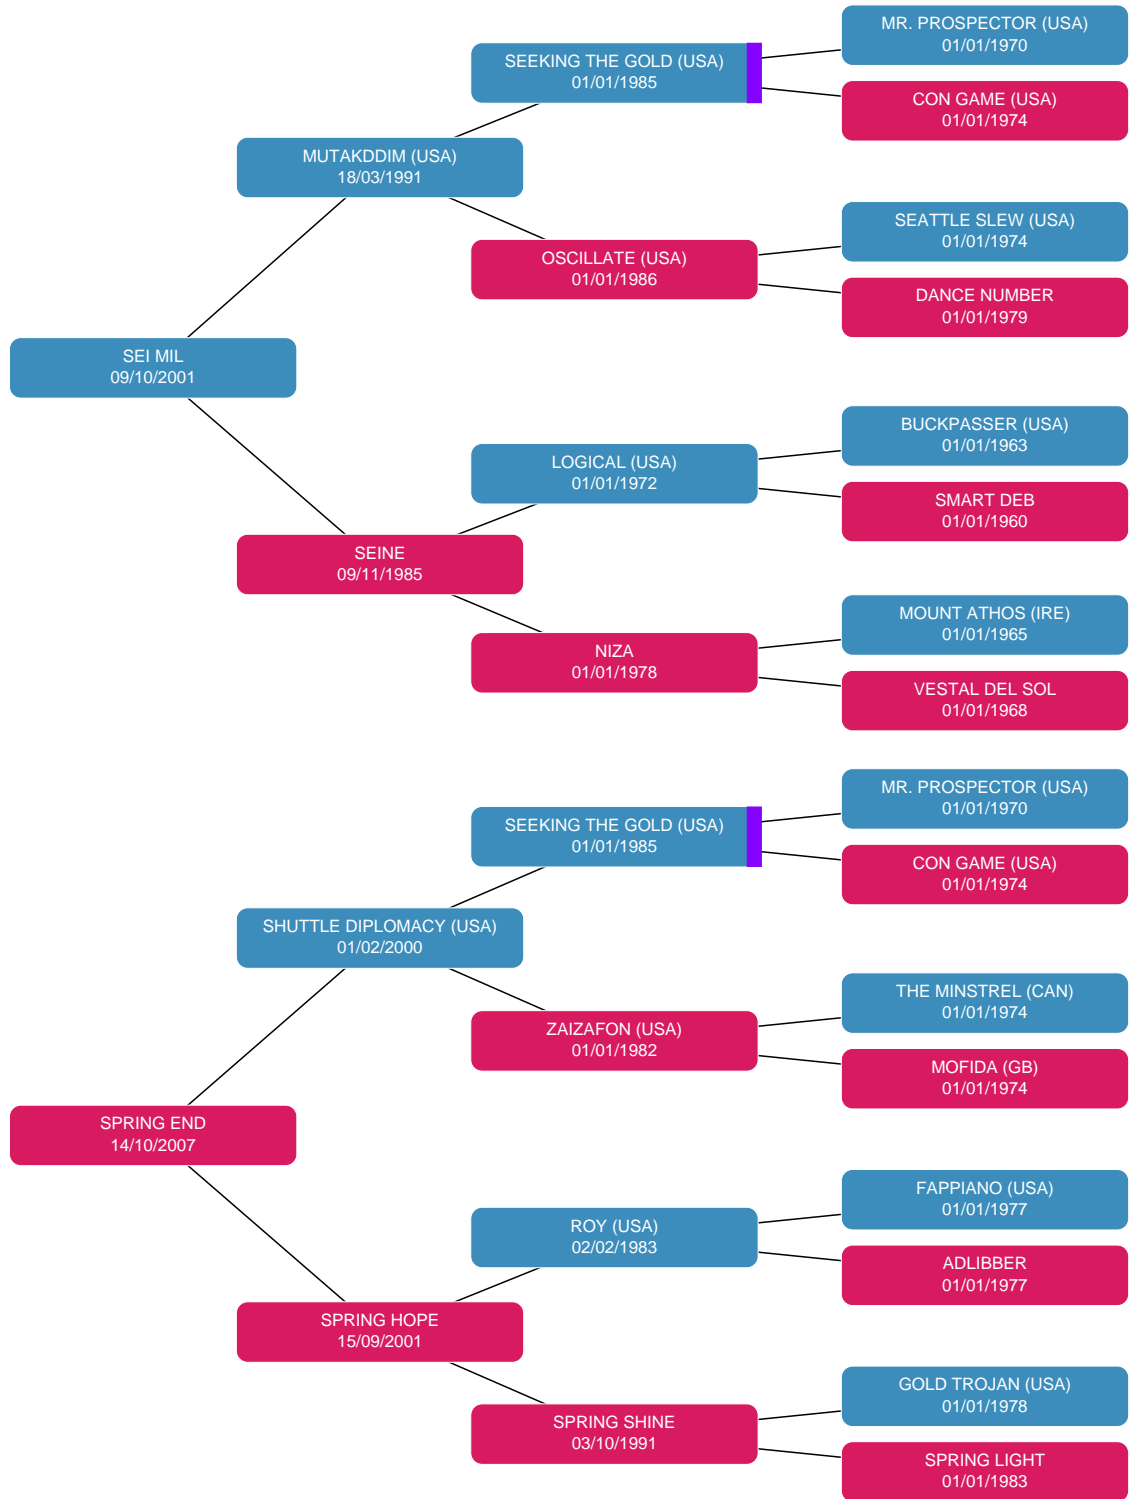 MR. PROSPECTOR (USA)
01/01/1970
SEEKING THE GOLD (USA)
01/01/1985
CON GAME (USA)
01/01/1974
MUTAKDDIM (USA)
18/03/1991
SEATTLE SLEW (USA)
01/01/1974
OSCILLATE (USA)
01/01/1986
DANCE NUMBER
01/01/1979
SEI MIL
09/10/2001
BUCKPASSER (USA)
01/01/1963
LOGICAL (USA)
01/01/1972
SMART DEB
01/01/1960
SEINE
09/11/1985
MOUNT ATHOS (IRE)
01/01/1965
NIZA
01/01/1978
VESTAL DEL SOL
01/01/1968
MR. PROSPECTOR (USA)
01/01/1970
SEEKING THE GOLD (USA)
01/01/1985
CON GAME (USA)
01/01/1974
SHUTTLE DIPLOMACY (USA)
01/02/2000
THE MINSTREL (CAN)
01/01/1974
ZAIZAFON (USA)
01/01/1982
MOFIDA (GB)
01/01/1974
SPRING END
14/10/2007
FAPPIANO (USA)
01/01/1977
ROY (USA)
02/02/1983
ADLIBBER
01/01/1977
SPRING HOPE
15/09/2001
GOLD TROJAN (USA)
01/01/1978
SPRING SHINE
03/10/1991
SPRING LIGHT
01/01/1983